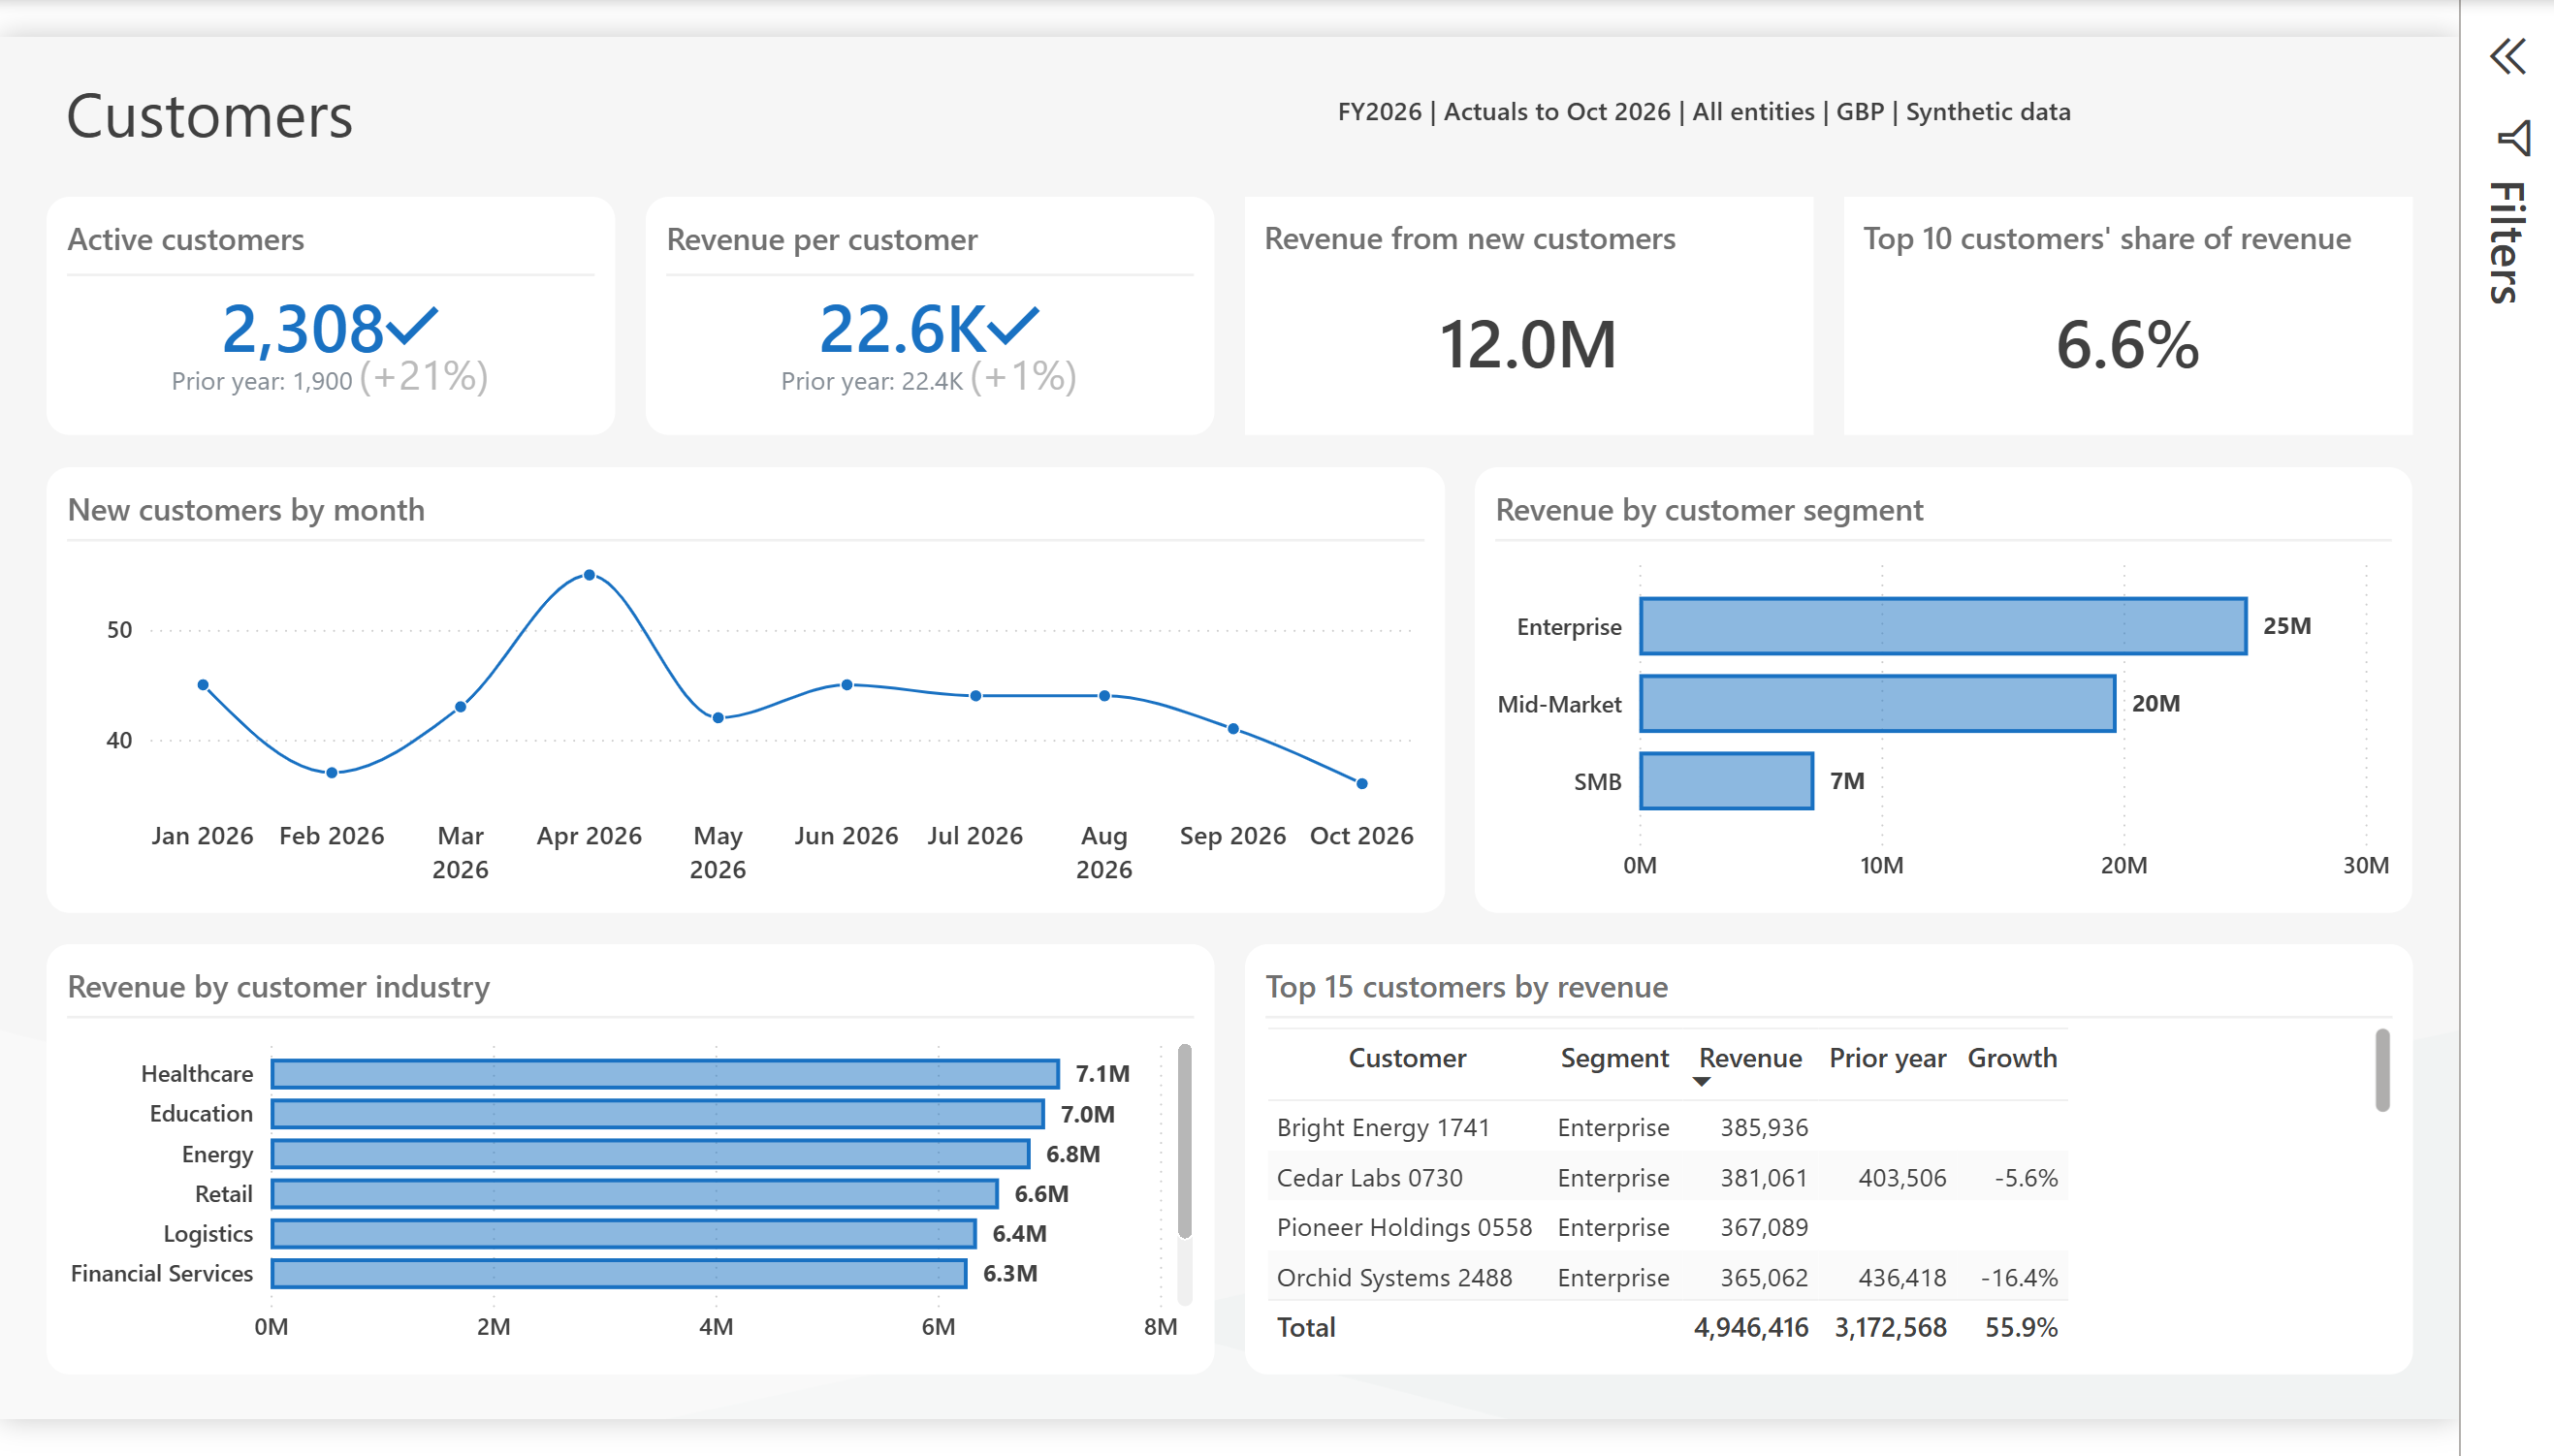 Customers
FY2026 | Actuals to Oct 2026 | All entities | GBP | Synthetic data
Filters
Active customers
2,308
Prior year: 1,900 (+21%)
Revenue per customer
22.6K
Prior year: 22.4K (+1%)
Revenue from new customers
12.0M
Top 10 customers' share of revenue
6.6%
New customers by month
50
40
Jan 2026 Feb 2026 Mar 2026 Apr 2026 May 2026 Jun 2026 Jul 2026 Aug 2026 Sep 2026 Oct 2026
Revenue by customer segment
Enterprise 25M
Mid-Market 20M
SMB 7M
0M 10M 20M 30M
Revenue by customer industry
Healthcare 7.1M
Education 7.0M
Energy 6.8M
Retail 6.6M
Logistics 6.4M
Financial Services 6.3M
0M 2M 4M 6M 8M
Top 15 customers by revenue
Customer Segment Revenue Prior year Growth
Bright Energy 1741 Enterprise 385,936
Cedar Labs 0730 Enterprise 381,061 403,506 -5.6%
Pioneer Holdings 0558 Enterprise 367,089
Orchid Systems 2488 Enterprise 365,062 436,418 -16.4%
Total 4,946,416 3,172,568 55.9%